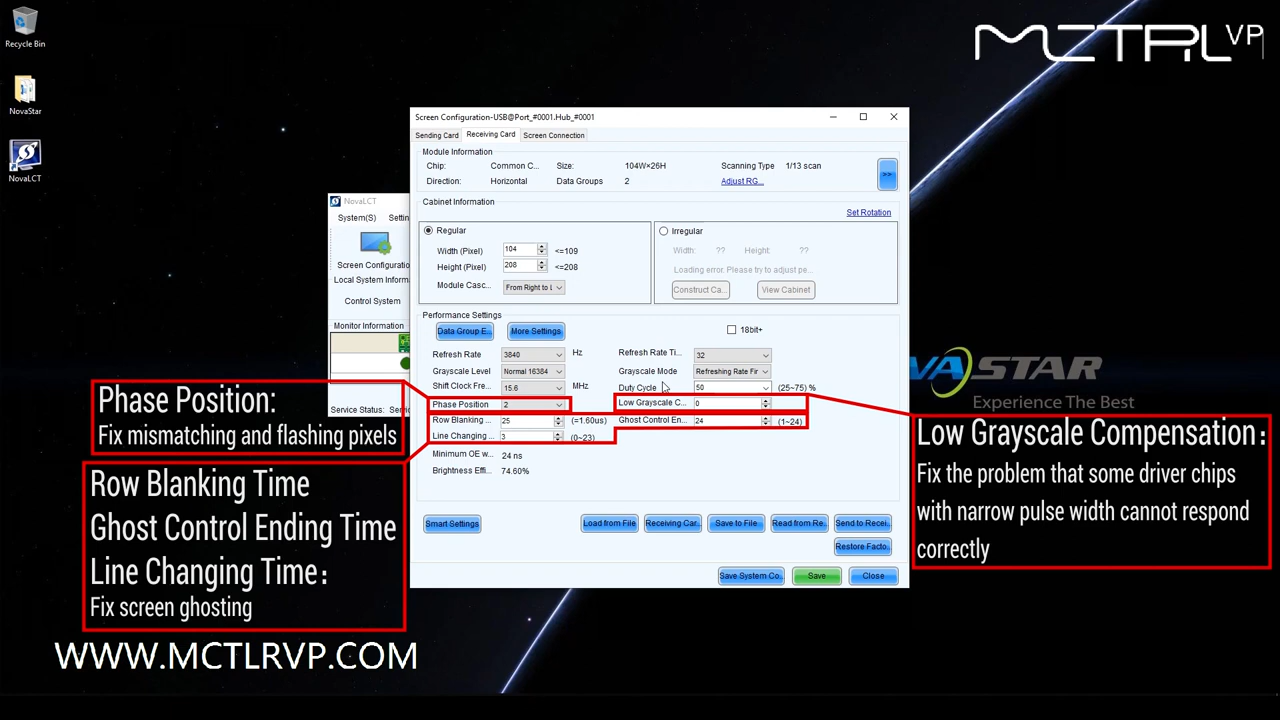 Recycle Bin
NovaStar
NovaLCT
MCTRL VP
NovaLCT
System(S) Settin
Screen Configuratio
Local System Inform
Control System
Monitor Information
Service Status: Servic
Screen Configuration-USB@Port_#0001.Hub_#0001
Sending Card Receiving Card Screen Connection
Module Information
Chip: Common C... Size: 104W×26H Scanning Type 1/13 scan
Direction: Horizontal Data Groups 2 Adjust RG...
>>
Cabinet Information
Set Rotation
Regular
Width (Pixel) 104 <=109
Height (Pixel) 208 <=208
Module Casc... From Right to L
Irregular
Width: ?? Height: ??
Loading error. Please try to adjust pe...
Construct Ca... View Cabinet
Performance Settings
Data Group E... More Settings 18bit+
Refresh Rate 3840 Hz Refresh Rate Ti... 32
Grayscale Level Normal 16384 Grayscale Mode Refreshing Rate Fir
Shift Clock Fre... 15.6 MHz Duty Cycle 50 (25~75) %
Phase Position 2 Low Grayscale C... 0
Row Blanking ... 25 (=1.60us) Ghost Control En... 24 (1~24)
Line Changing ... 3 (0~23)
Minimum OE w... 24 ns
Brightness Effi... 74.60%
Smart Settings Load from File Receiving Car... Save to File Read from Re... Send to Recei...
Restore Facto...
Save System Co... Save Close
Phase Position:
Fix mismatching and flashing pixels
Row Blanking Time
Ghost Control Ending Time
Line Changing Time:
Fix screen ghosting
VASTAR
Experience The Best
Low Grayscale Compensation:
Fix the problem that some driver chips
with narrow pulse width cannot respond
correctly
WWW.MCTLRVP.COM